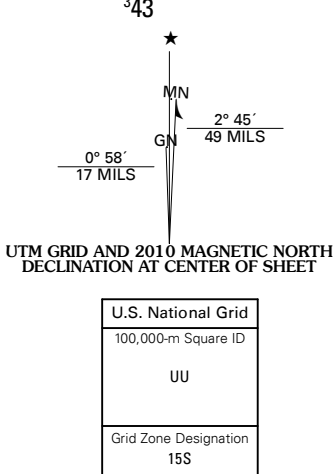 ³43
★
MN
GN
2° 45´
49 MILS
0° 58´
17 MILS
UTM GRID AND 2010 MAGNETIC NORTH
DECLINATION AT CENTER OF SHEET
U.S. National Grid
100,000-m Square ID
UU
Grid Zone Designation
15S